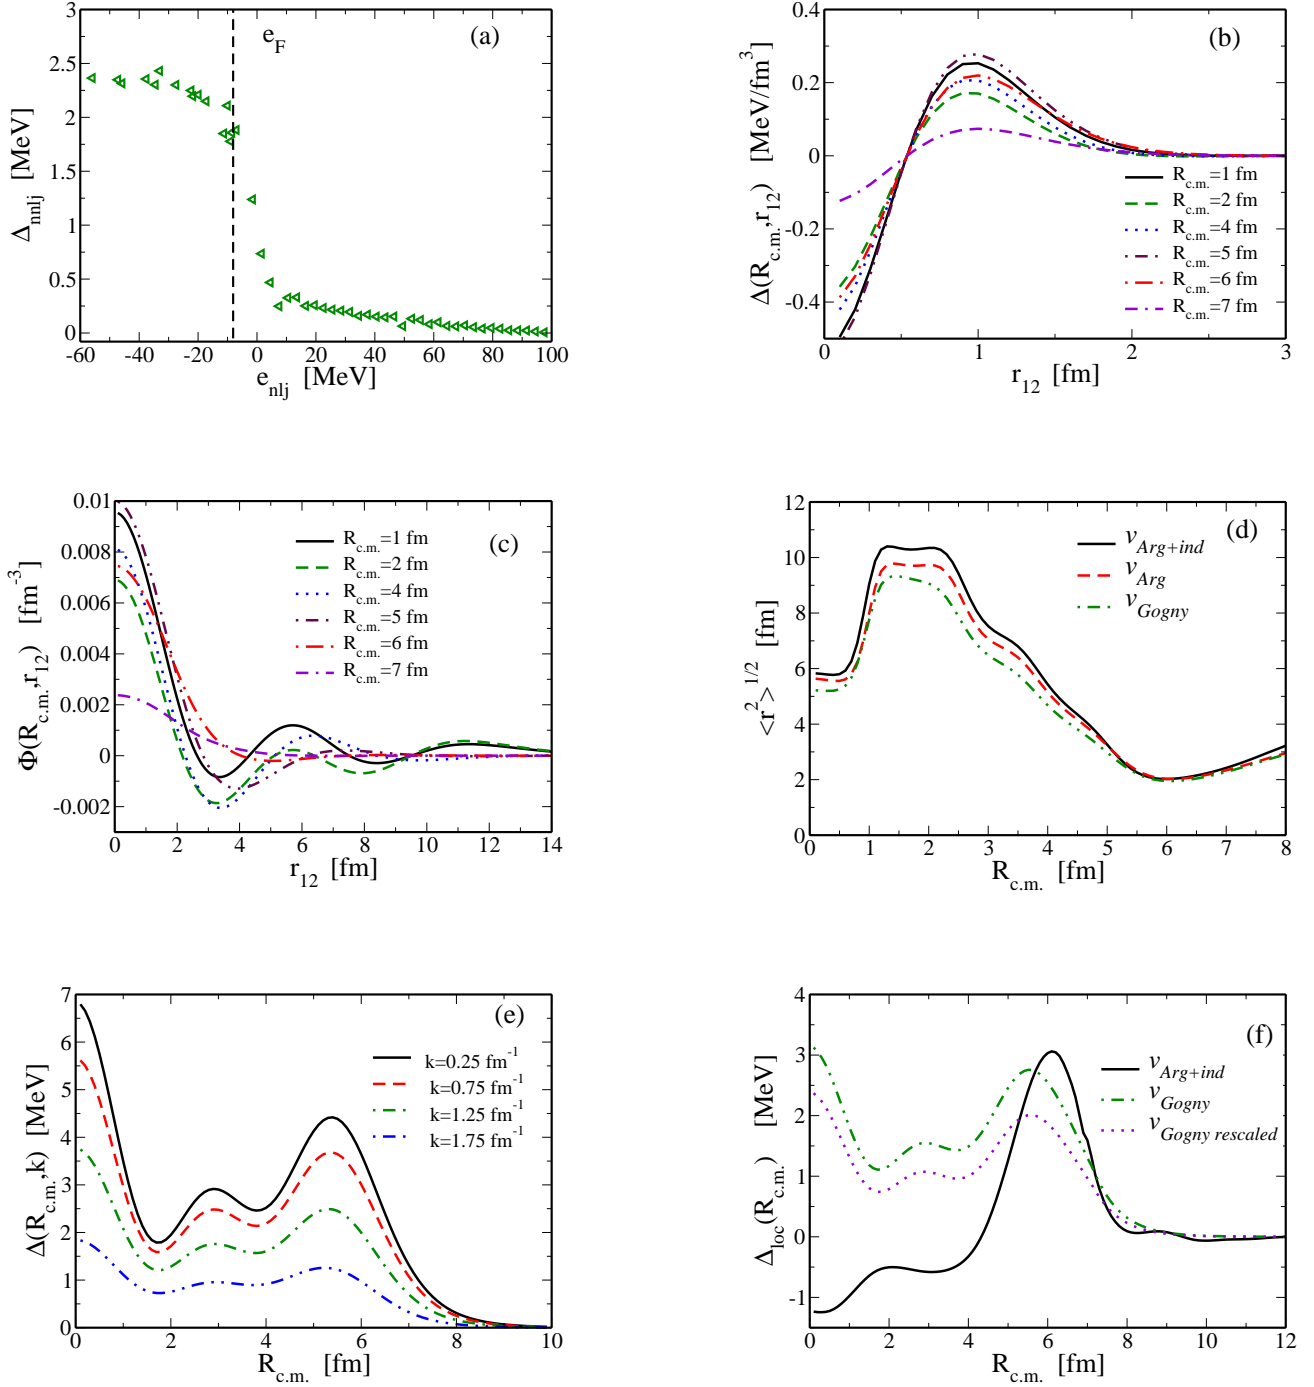 3
2.5
2
1.5
1
0.5
0
-60
-40
-20
0
20
40
60
80
100
Δ_nnlj [MeV]
e_nlj [MeV]
e_F
(a)
0.4
0.2
0
-0.2
-0.4
0
1
2
3
Δ(R_c.m.,r_12) [MeV/fm^3]
r_12 [fm]
(b)
R_c.m.=1 fm
R_c.m.=2 fm
R_c.m.=4 fm
R_c.m.=5 fm
R_c.m.=6 fm
R_c.m.=7 fm
0.01
0.008
0.006
0.004
0.002
0
-0.002
0
2
4
6
8
10
12
14
Φ(R_c.m.,r_12) [fm^-3]
r_12 [fm]
(c)
R_c.m.=1 fm
R_c.m.=2 fm
R_c.m.=4 fm
R_c.m.=5 fm
R_c.m.=6 fm
R_c.m.=7 fm
12
10
8
6
4
2
0
0
1
2
3
4
5
6
7
8
<r^2>^1/2 [fm]
R_c.m. [fm]
(d)
v_Arg+ind
v_Arg
v_Gogny
7
6
5
4
3
2
1
0
0
2
4
6
8
10
Δ(R_c.m.,k) [MeV]
R_c.m. [fm]
(e)
k=0.25 fm^-1
k=0.75 fm^-1
k=1.25 fm^-1
k=1.75 fm^-1
4
3
2
1
0
-1
0
2
4
6
8
10
12
Δ_loc(R_c.m.) [MeV]
R_c.m. [fm]
(f)
v_Arg+ind
v_Gogny
v_Gogny rescaled